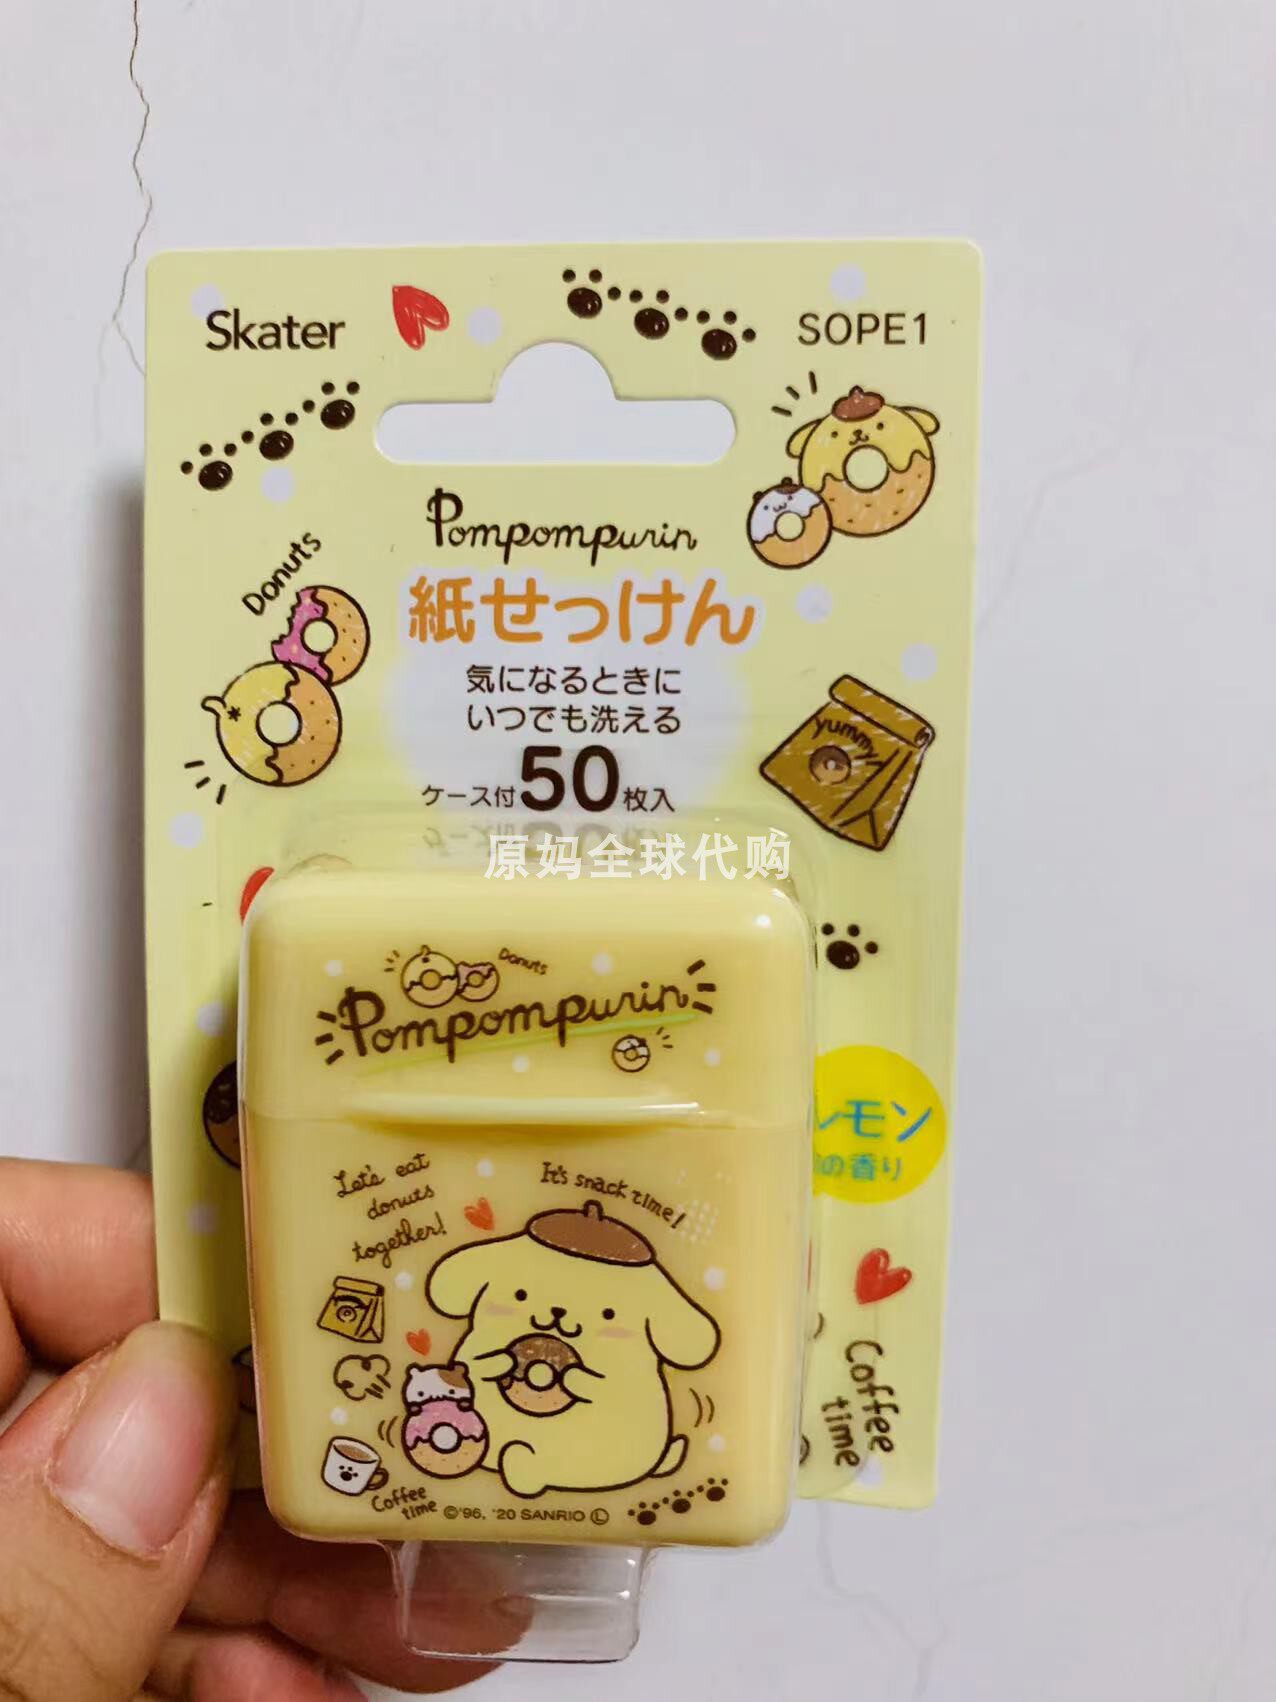 Skater
SOPE1
Pompompurin
Donuts
紙せっけん
気になるときに
いつでも洗える
yummy
ケース付50枚入
原妈全球代购
Donuts
Pompompurin
レモン
の香り
Let's eat
donuts
together!
It's snack time!
Coffee
time
Coffee
time
©'96, '20 SANRIO Ⓛ